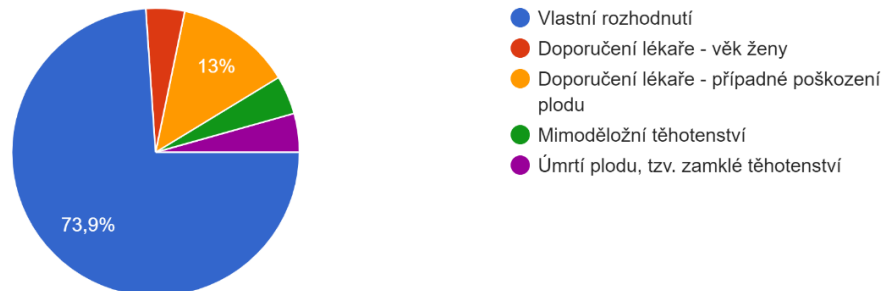 13%
73,9%
Vlastní rozhodnutí
Doporučení lékaře - věk ženy
Doporučení lékaře - případné poškození
plodu
Mimoděložní těhotenství
Úmrtí plodu, tzv. zamklé těhotenství